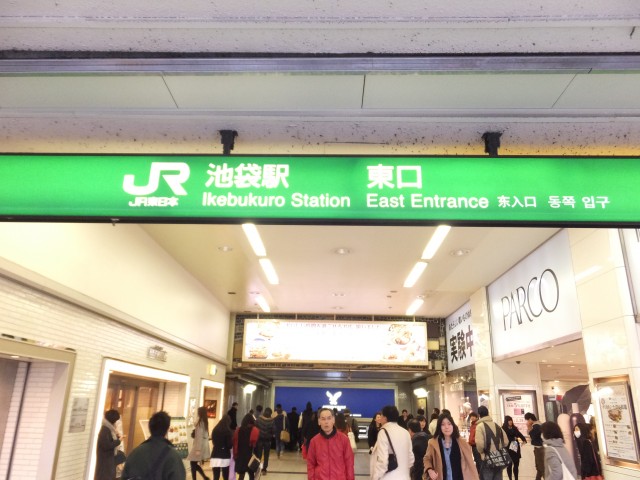 JR 池袋駅 東口
JR東日本 Ikebukuro Station East Entrance 东入口 동쪽 입구
PARCO
実験中